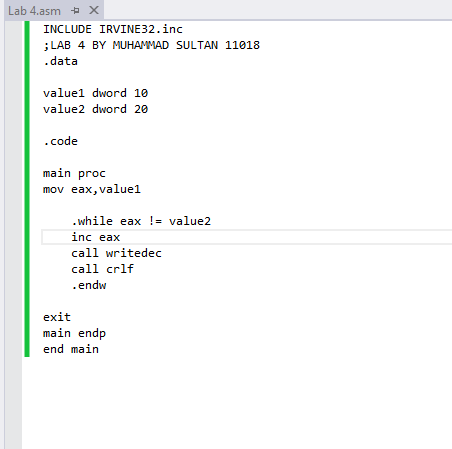 Lab 4.asm
INCLUDE IRVINE32.inc
;LAB 4 BY MUHAMMAD SULTAN 11018
.data
value1 dword 10
value2 dword 20
.code
main proc
mov eax,value1
.while eax != value2
inc eax
call writedec
call crlf
.endw
exit
main endp
end main